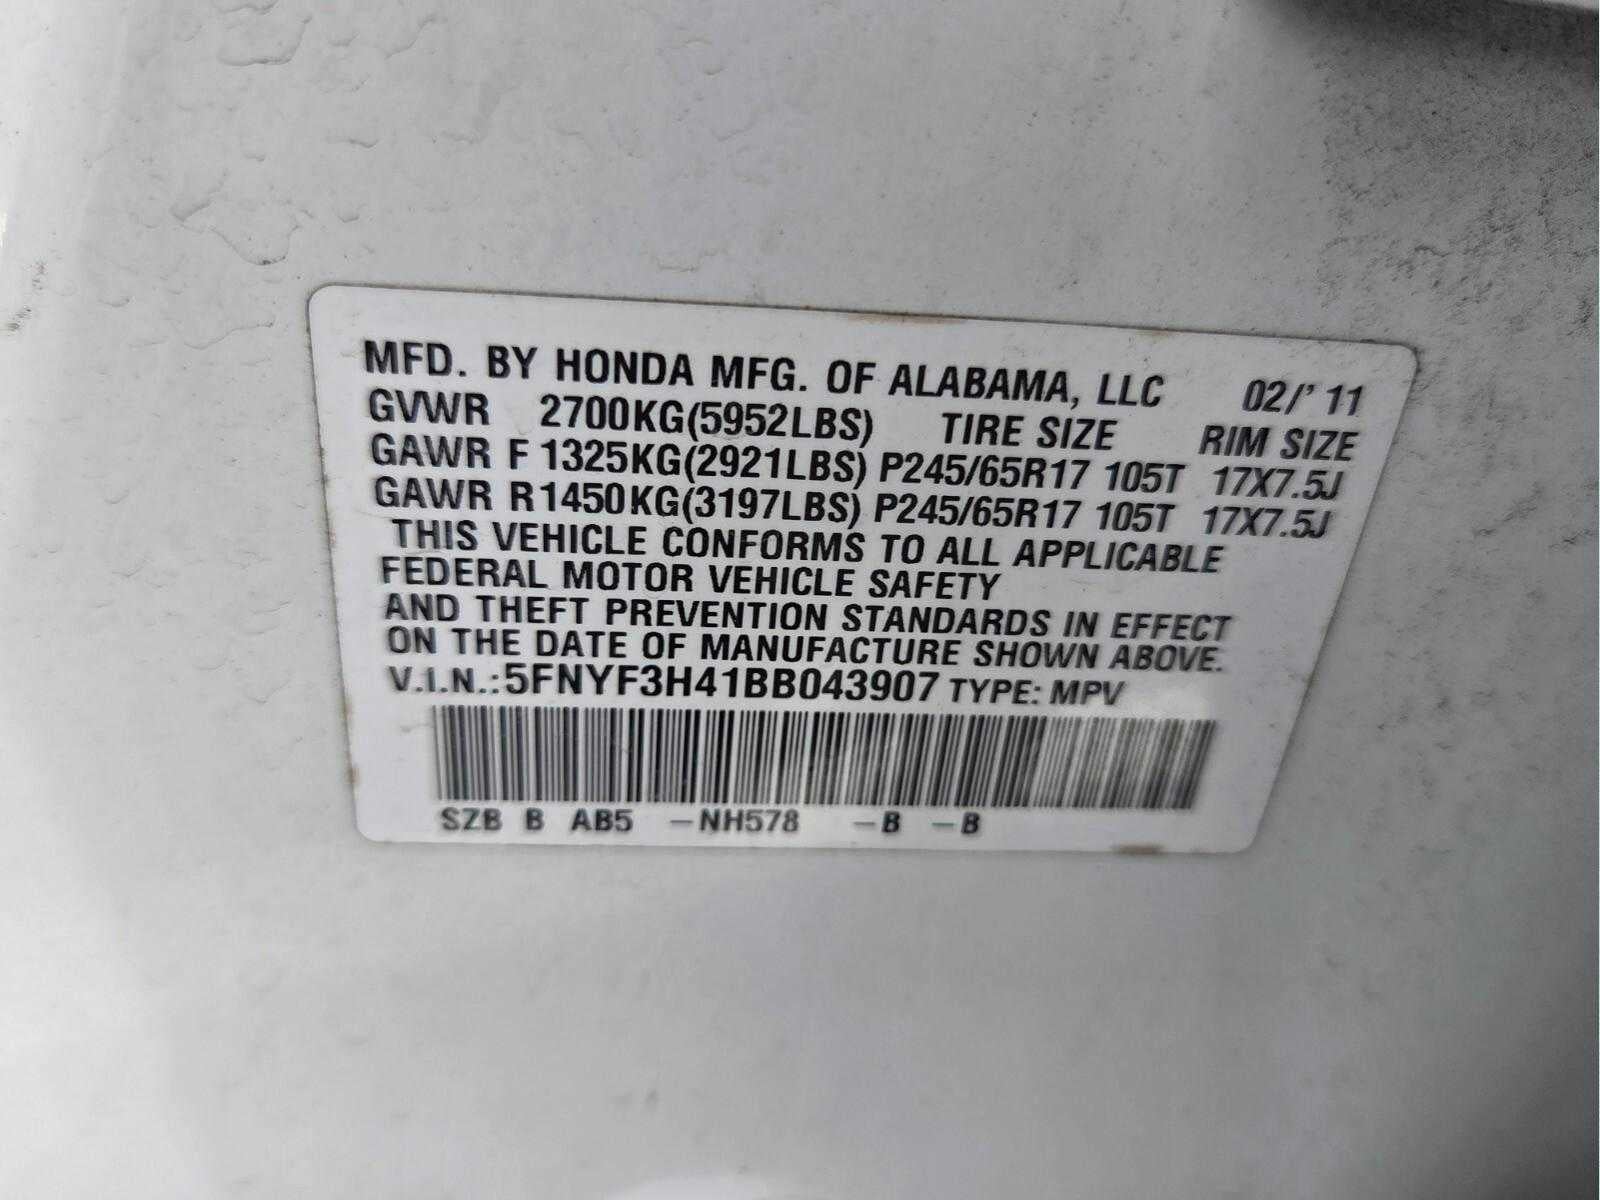 MFD. BY HONDA MFG. OF ALABAMA, LLC 02/' 11
GVWR 2700KG(5952LBS) TIRE SIZE RIM SIZE
GAWR F 1325KG(2921LBS) P245/65R17 105T 17X7.5J
GAWR R1450KG(3197LBS) P245/65R17 105T 17X7.5J
THIS VEHICLE CONFORMS TO ALL APPLICABLE
FEDERAL MOTOR VEHICLE SAFETY
AND THEFT PREVENTION STANDARDS IN EFFECT
ON THE DATE OF MANUFACTURE SHOWN ABOVE.
V.I.N.:5FNYF3H41BB043907 TYPE: MPV
SZB B AB5 –NH578 –B –B